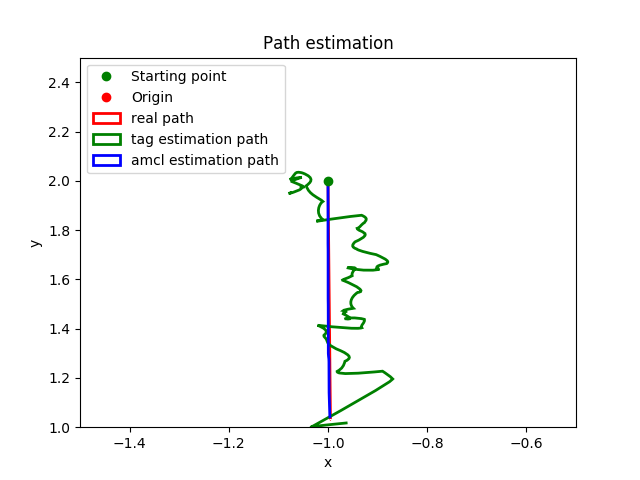 Path estimation
Starting point
Origin
real path
tag estimation path
amcl estimation path
2.4
2.2
2.0
1.8
1.6
1.4
1.2
1.0
y
−1.4
−1.2
−1.0
−0.8
−0.6
x